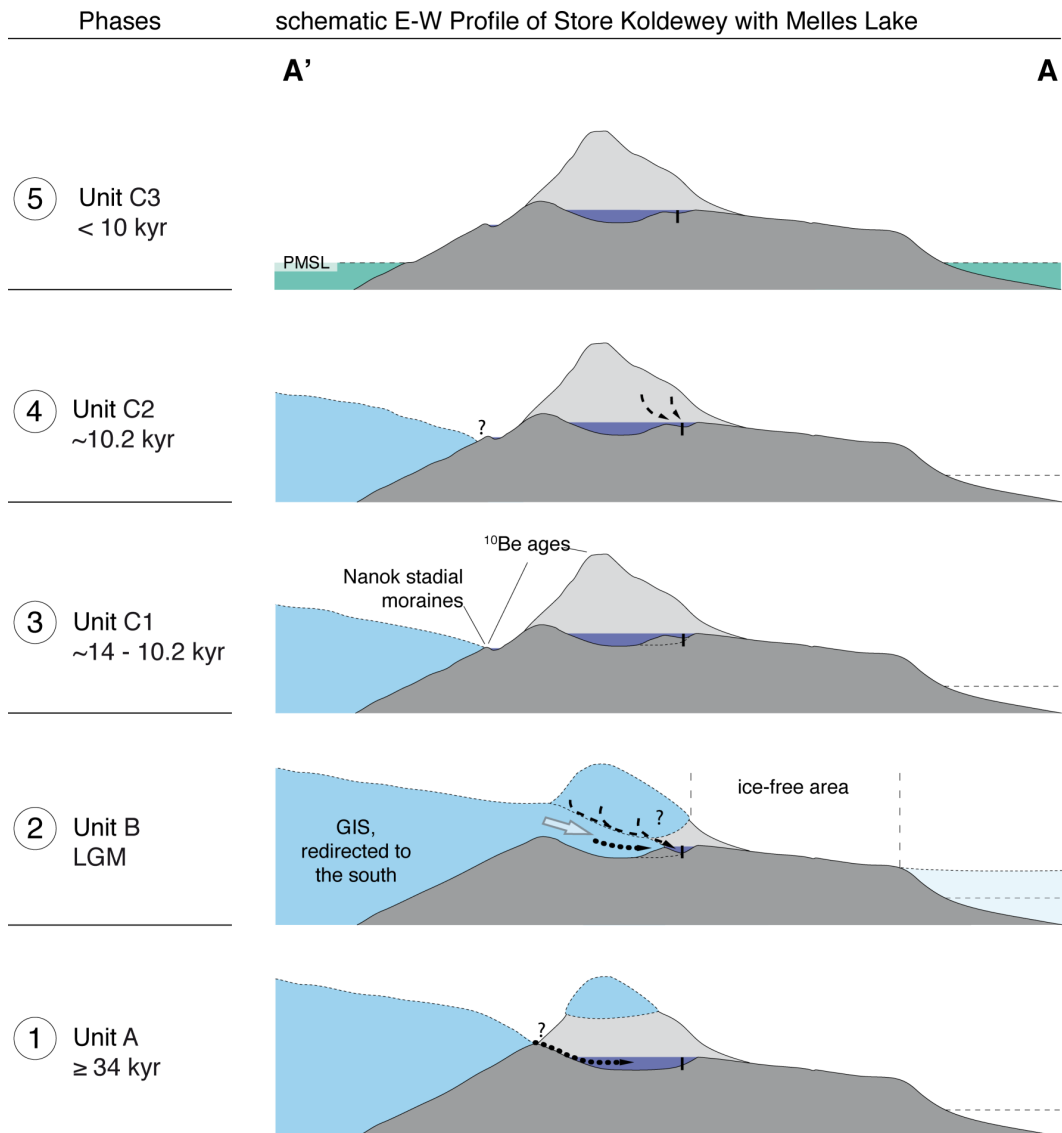 Phases
schematic E-W Profile of Store Koldewey with Melles Lake
A'
A
5
Unit C3
< 10 kyr
PMSL
4
Unit C2
~10.2 kyr
?
3
Unit C1
~14 - 10.2 kyr
¹⁰Be ages
Nanok stadial
moraines
2
Unit B
LGM
GIS,
redirected to
the south
?
ice-free area
1
Unit A
≥ 34 kyr
?